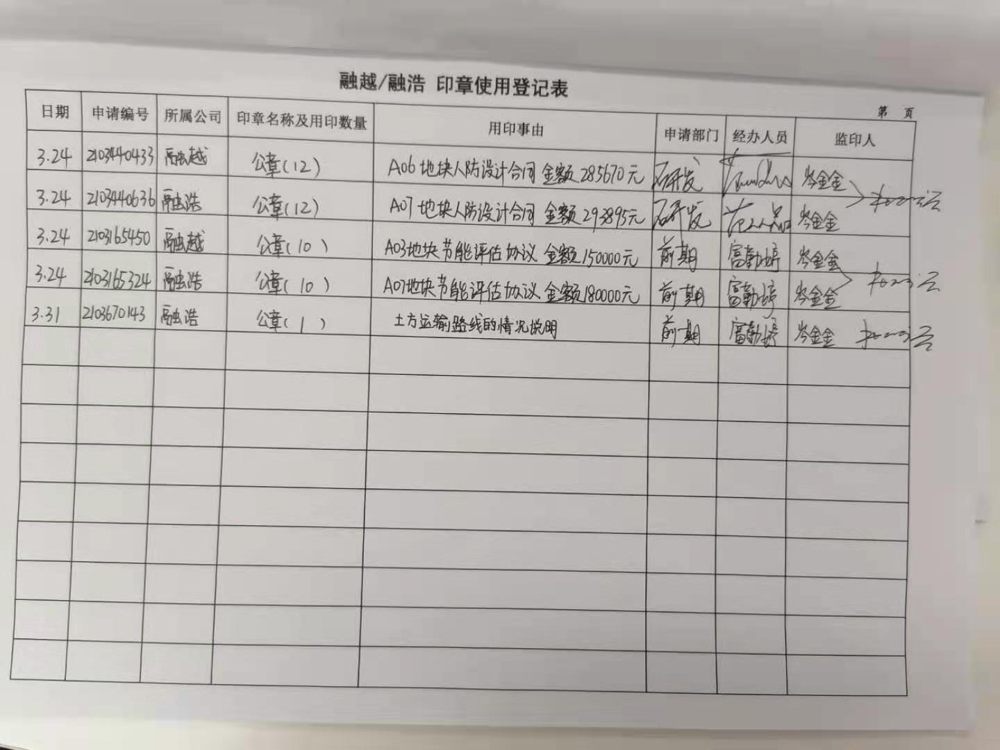 融越/融浩 印章使用登记表
第 页
日期 申请编号 所属公司 印章名称及用印数量 用印事由 申请部门 经办人员 监印人
3.24 2103440433 融越 公章(12) A06地块人防设计合同 金额285670元 研发 岑金金
3.24 2103440636 融浩 公章(12) A07地块人防设计合同 金额293895元 研发 岑金金
3.24 2103165450 融越 公章(10) A03地块节能评估协议 金额150000元 前期 富勤婷 岑金金
3.24 2103165324 融浩 公章(10) A07地块节能评估协议 金额180000元 前期 富勤婷 岑金金
3.31 2103670143 融浩 公章(1) 土方运输路线的情况说明 前期 富勤婷 岑金金